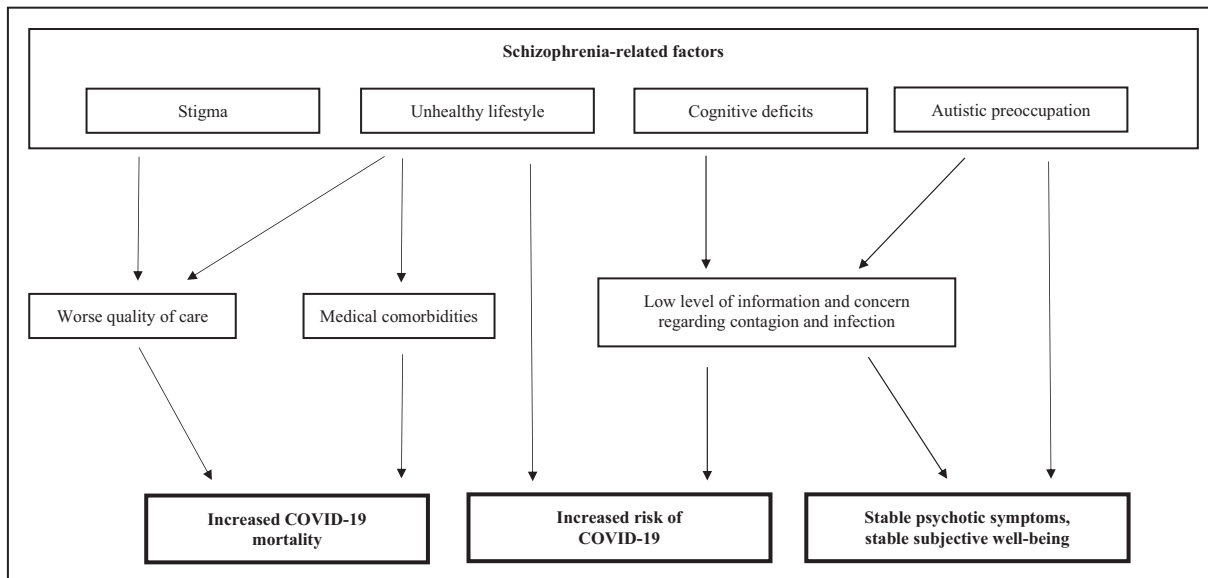 Schizophrenia-related factors
Stigma
Unhealthy lifestyle
Cognitive deficits
Autistic preoccupation
Worse quality of care
Medical comorbidities
Low level of information and concern
regarding contagion and infection
Increased COVID-19
mortality
Increased risk of
COVID-19
Stable psychotic symptoms,
stable subjective well-being